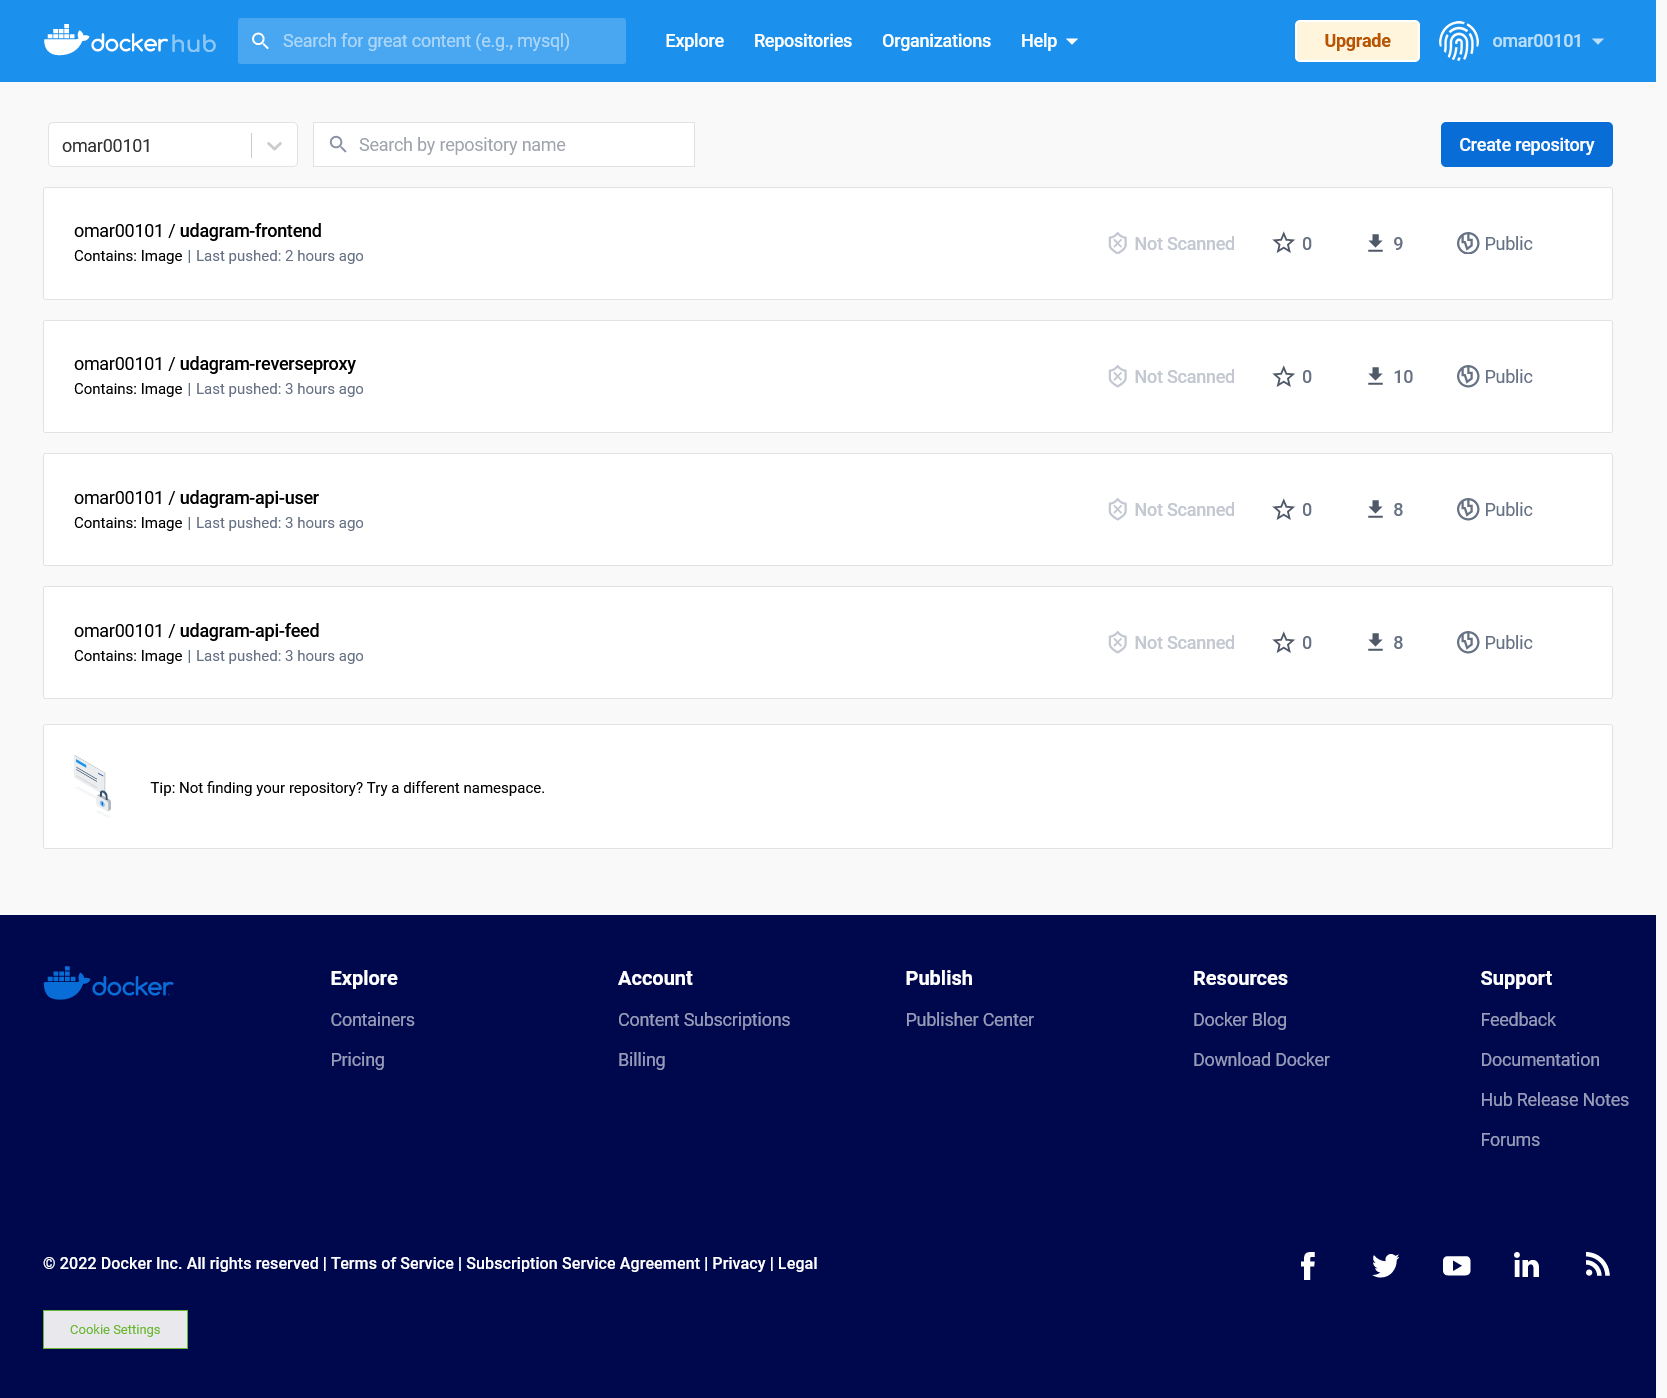 docker hub
Search for great content (e.g., mysql)
Explore
Repositories
Organizations
Help
Upgrade
omar00101
omar00101
Search by repository name
Create repository
omar00101 / udagram-frontend
Contains: Image | Last pushed: 2 hours ago
Not Scanned
0
9
Public
omar00101 / udagram-reverseproxy
Contains: Image | Last pushed: 3 hours ago
Not Scanned
0
10
Public
omar00101 / udagram-api-user
Contains: Image | Last pushed: 3 hours ago
Not Scanned
0
8
Public
omar00101 / udagram-api-feed
Contains: Image | Last pushed: 3 hours ago
Not Scanned
0
8
Public
Tip: Not finding your repository? Try a different namespace.
docker
Explore
Containers
Pricing
Account
Content Subscriptions
Billing
Publish
Publisher Center
Resources
Docker Blog
Download Docker
Support
Feedback
Documentation
Hub Release Notes
Forums
© 2022 Docker Inc. All rights reserved | Terms of Service | Subscription Service Agreement | Privacy | Legal
Cookie Settings